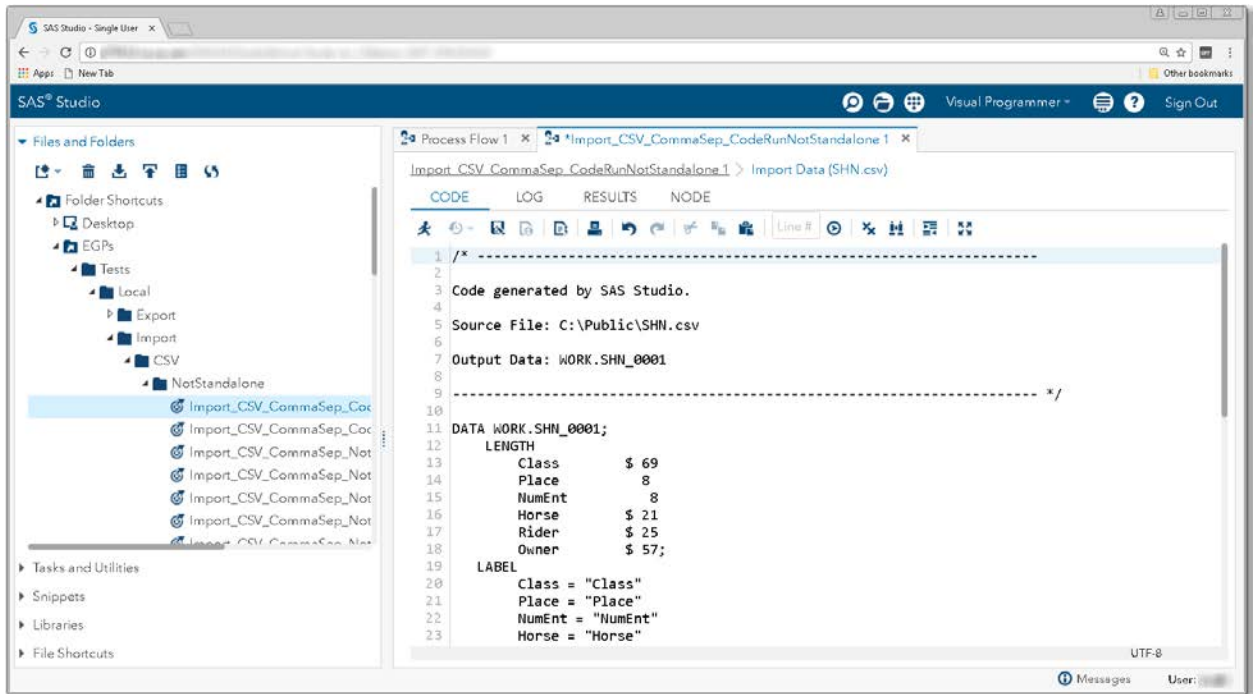 SAS Studio - Single User
Apps New Tab Other bookmarks
SAS® Studio Visual Programmer Sign Out
Files and Folders
Folder Shortcuts
Desktop
EGPs
Tests
Local
Export
Import
CSV
NotStandalone
Import_CSV_CommaSep_Coc
Import_CSV_CommaSep_Coc
Import_CSV_CommaSep_Not
Import_CSV_CommaSep_Not
Import_CSV_CommaSep_Not
Import_CSV_CommaSep_Not
Tasks and Utilities
Snippets
Libraries
File Shortcuts
Process Flow 1 *Import_CSV_CommaSep_CodeRunNotStandalone 1
Import_CSV_CommaSep_CodeRunNotStandalone 1 > Import Data (SHN.csv)
CODE LOG RESULTS NODE
Line #
1 /* --------------------------------------------------------------------
2
3 Code generated by SAS Studio.
4
5 Source File: C:\Public\SHN.csv
6
7 Output Data: WORK.SHN_0001
8
9 -------------------------------------------------------------------- */
10
11 DATA WORK.SHN_0001;
12 LENGTH
13 Class $ 69
14 Place 8
15 NumEnt 8
16 Horse $ 21
17 Rider $ 25
18 Owner $ 57;
19 LABEL
20 Class = "Class"
21 Place = "Place"
22 NumEnt = "NumEnt"
23 Horse = "Horse"
UTF-8
Messages User: